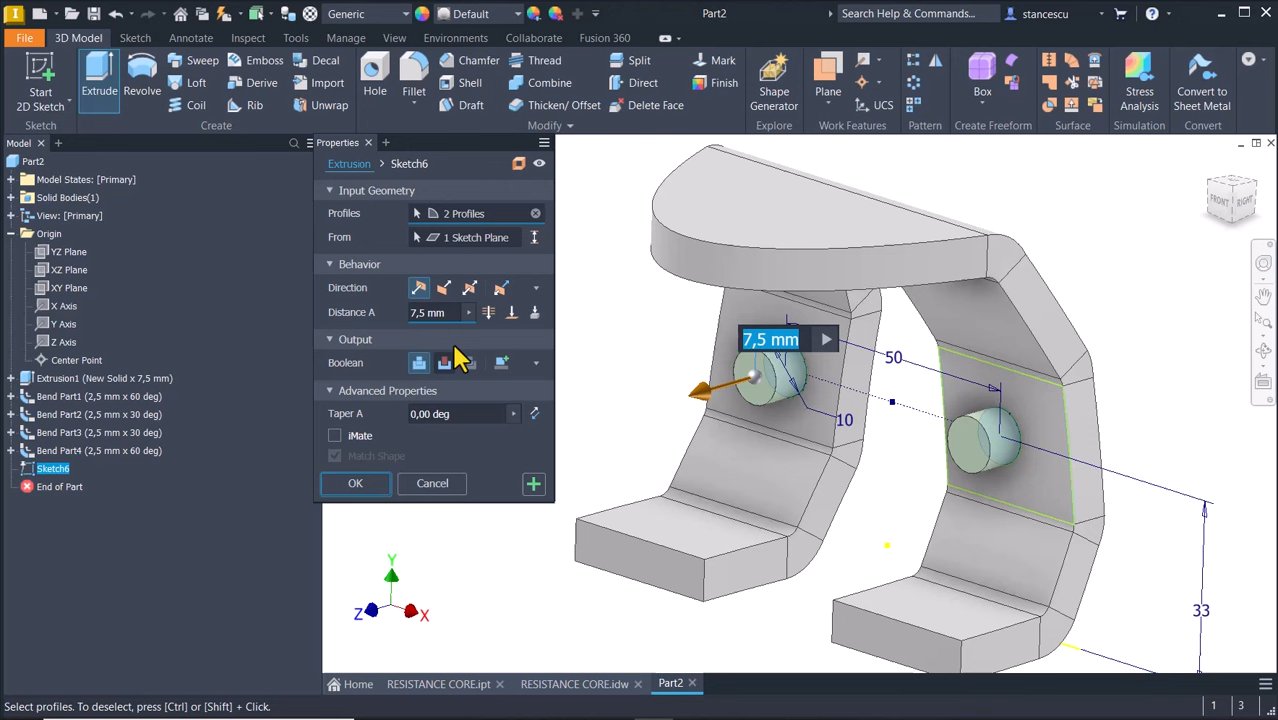 Generic
Default
Part2
Search Help & Commands...
stancescu
File
3D Model
Sketch
Annotate
Inspect
Tools
Manage
View
Environments
Collaborate
Fusion 360
Start
2D Sketch
Extrude
Revolve
Sweep
Loft
Coil
Emboss
Derive
Rib
Decal
Import
Unwrap
Hole
Fillet
Chamfer
Shell
Draft
Thread
Combine
Thicken/ Offset
Split
Direct
Delete Face
Mark
Finish
Shape
Generator
Plane
UCS
Box
Stress
Analysis
Convert to
Sheet Metal
Sketch
Create
Modify
Explore
Work Features
Pattern
Create Freeform
Surface
Simulation
Convert
Model
Part2
Model States: [Primary]
Solid Bodies(1)
View: [Primary]
Origin
YZ Plane
XZ Plane
XY Plane
X Axis
Y Axis
Z Axis
Center Point
Extrusion1 (New Solid x 7,5 mm)
Bend Part1 (2,5 mm x 60 deg)
Bend Part2 (2,5 mm x 30 deg)
Bend Part3 (2,5 mm x 30 deg)
Bend Part4 (2,5 mm x 60 deg)
Sketch6
End of Part
Properties
Extrusion > Sketch6
Input Geometry
Profiles
2 Profiles
From
1 Sketch Plane
Behavior
Direction
Distance A
7,5 mm
Output
Boolean
Advanced Properties
Taper A
0,00 deg
iMate
Match Shape
OK
Cancel
7,5 mm
50
10
33
FRONT
RIGHT
Y
Z
X
Home
RESISTANCE CORE.ipt
RESISTANCE CORE.idw
Part2
Select profiles. To deselect, press [Ctrl] or [Shift] + Click.
1
3